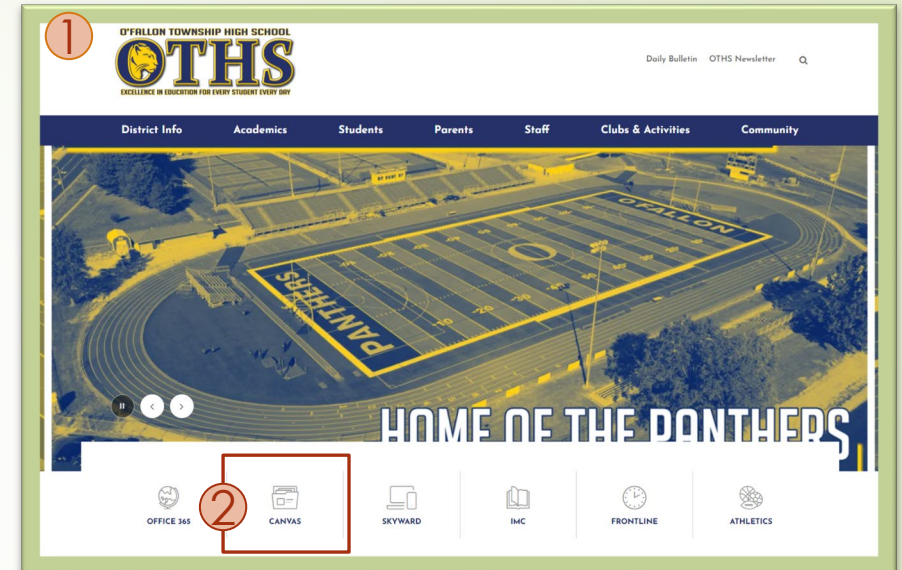 1
O'FALLON TOWNSHIP HIGH SCHOOL
OTHS
EXCELLENCE IN EDUCATION FOR EVERY STUDENT EVERY DAY
Daily Bulletin OTHS Newsletter
District Info Academics Students Parents Staff Clubs & Activities Community
O'FALLON
PANTHERS
HOME OF THE PANTHERS
2
OFFICE 365 CANVAS SKYWARD IMC FRONTLINE ATHLETICS